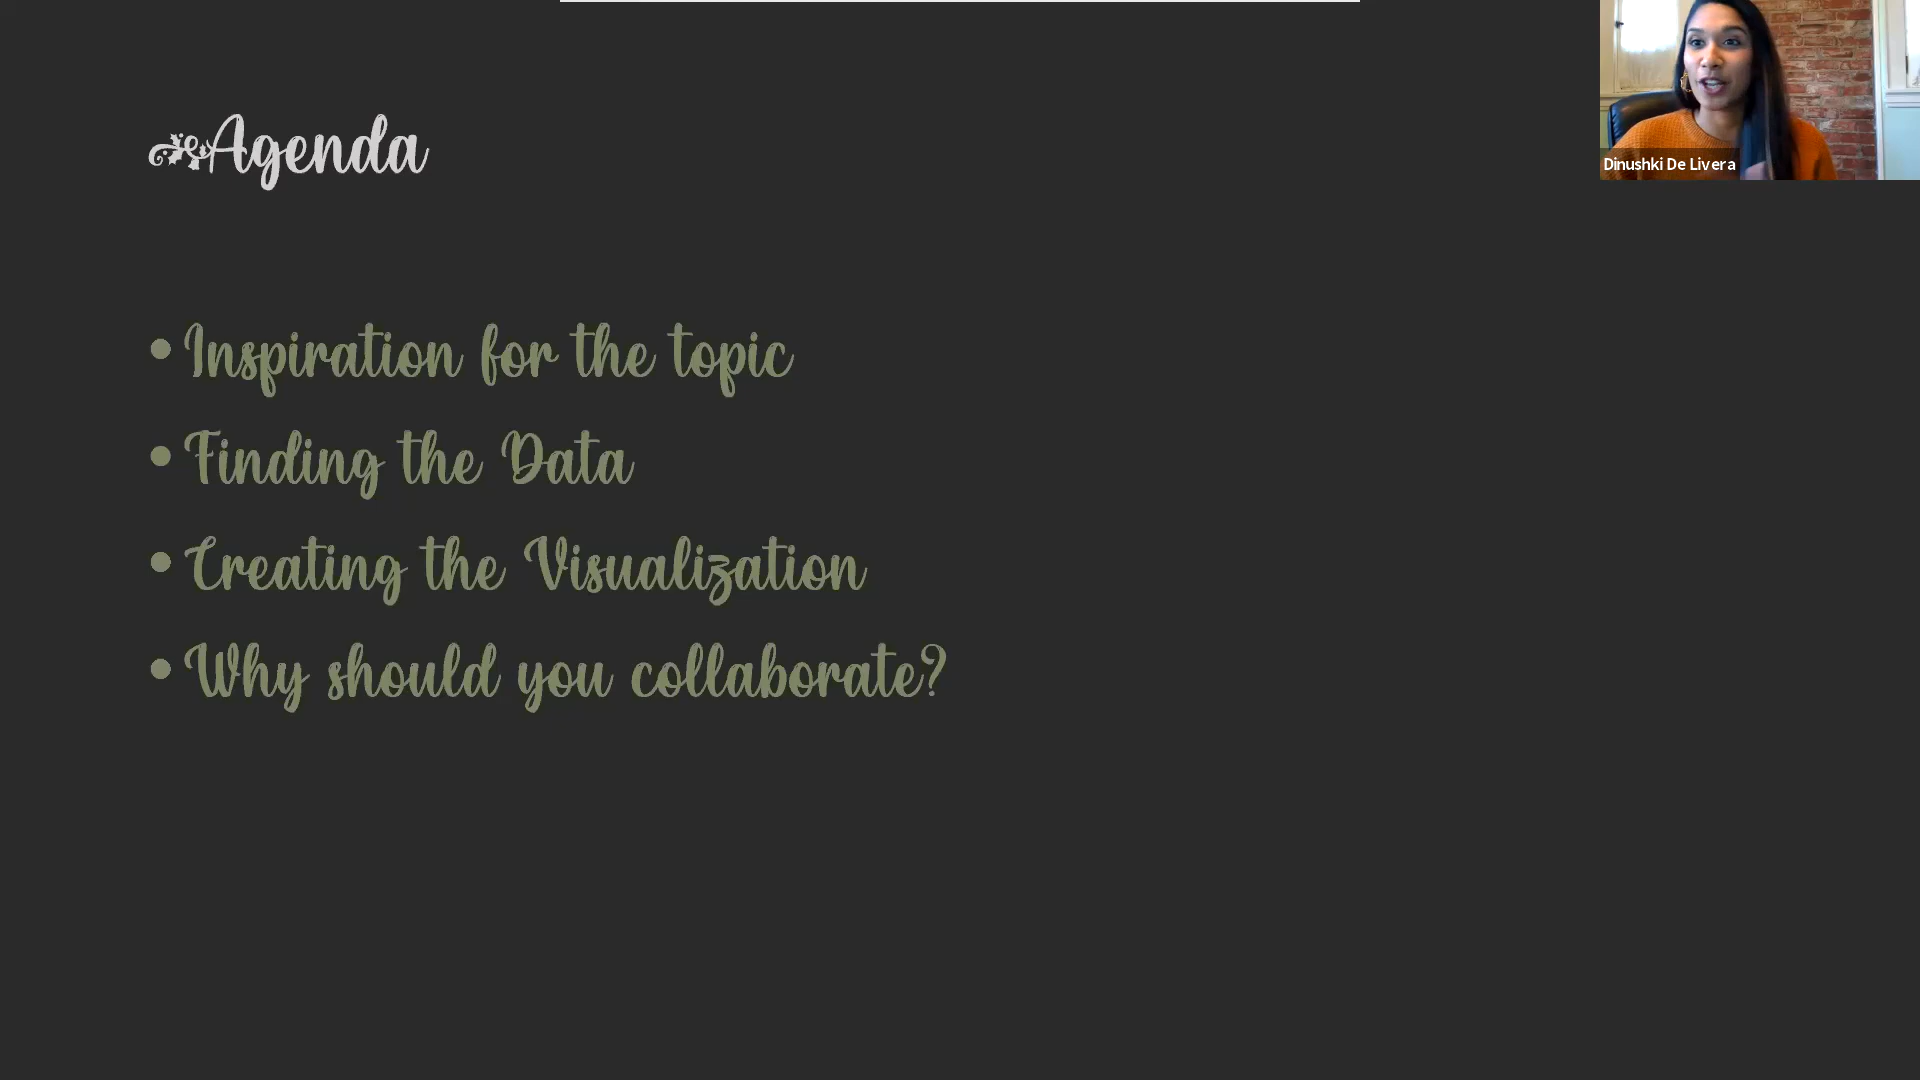 Agenda
• Inspiration for the topic
• Finding the Data
• Creating the Visualization
• Why should you collaborate?
Dinushki De Livera